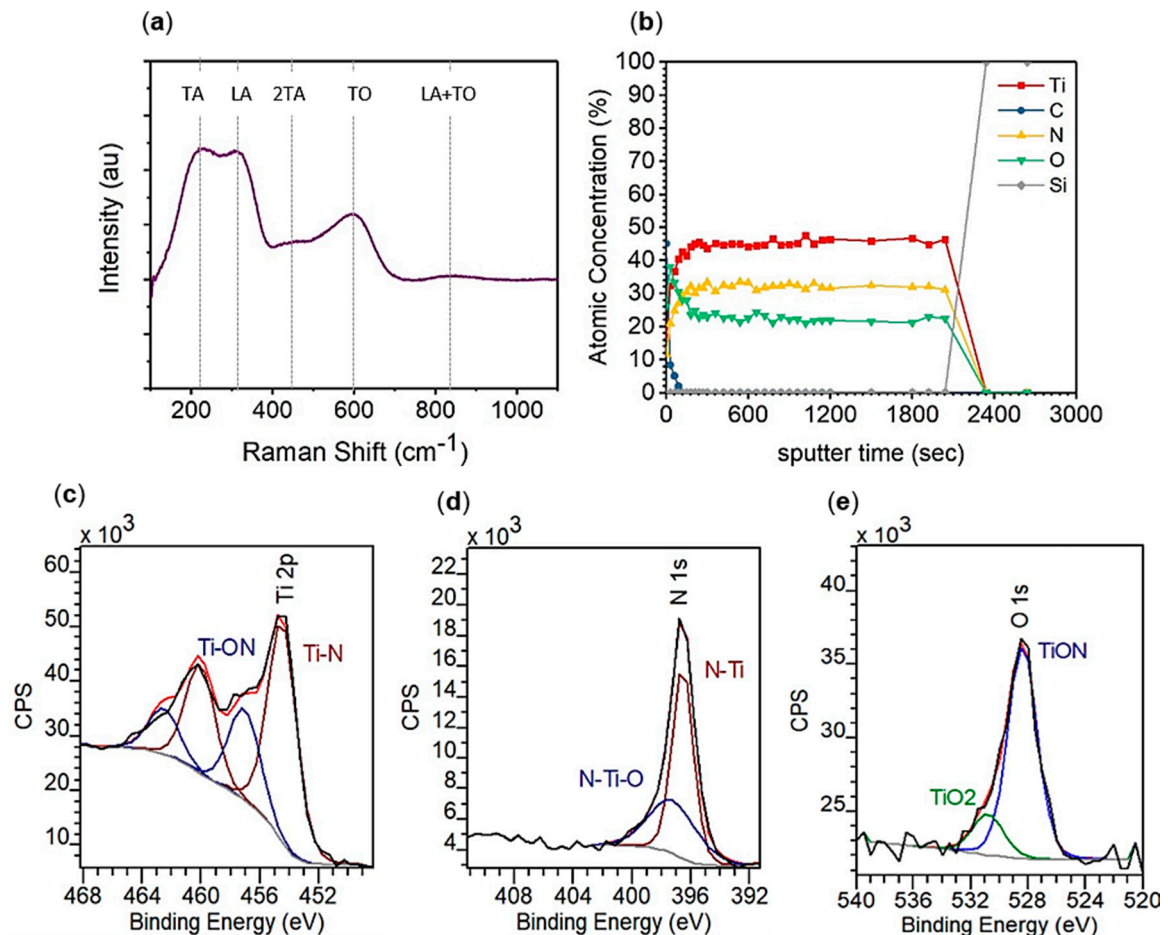 (a)
TA LA 2TA TO LA+TO
Intensity (au)
200 400 600 800 1000
Raman Shift (cm⁻¹)
(b)
100
90
80
70
60
50
40
30
20
10
0
Atomic Concentration (%)
Ti
C
N
O
Si
0 600 1200 1800 2400 3000
sputter time (sec)
(c)
x 10³
60
50
40
30
20
10
CPS
Ti-ON
Ti 2p
Ti-N
468 464 460 456 452
Binding Energy (eV)
(d)
x 10³
22
20
18
16
14
12
10
8
6
4
CPS
N 1s
N-Ti
N-Ti-O
408 404 400 396 392
Binding Energy (eV)
(e)
x 10³
40
35
30
25
CPS
O 1s
TiON
TiO2
540 536 532 528 524 520
Binding Energy (eV)